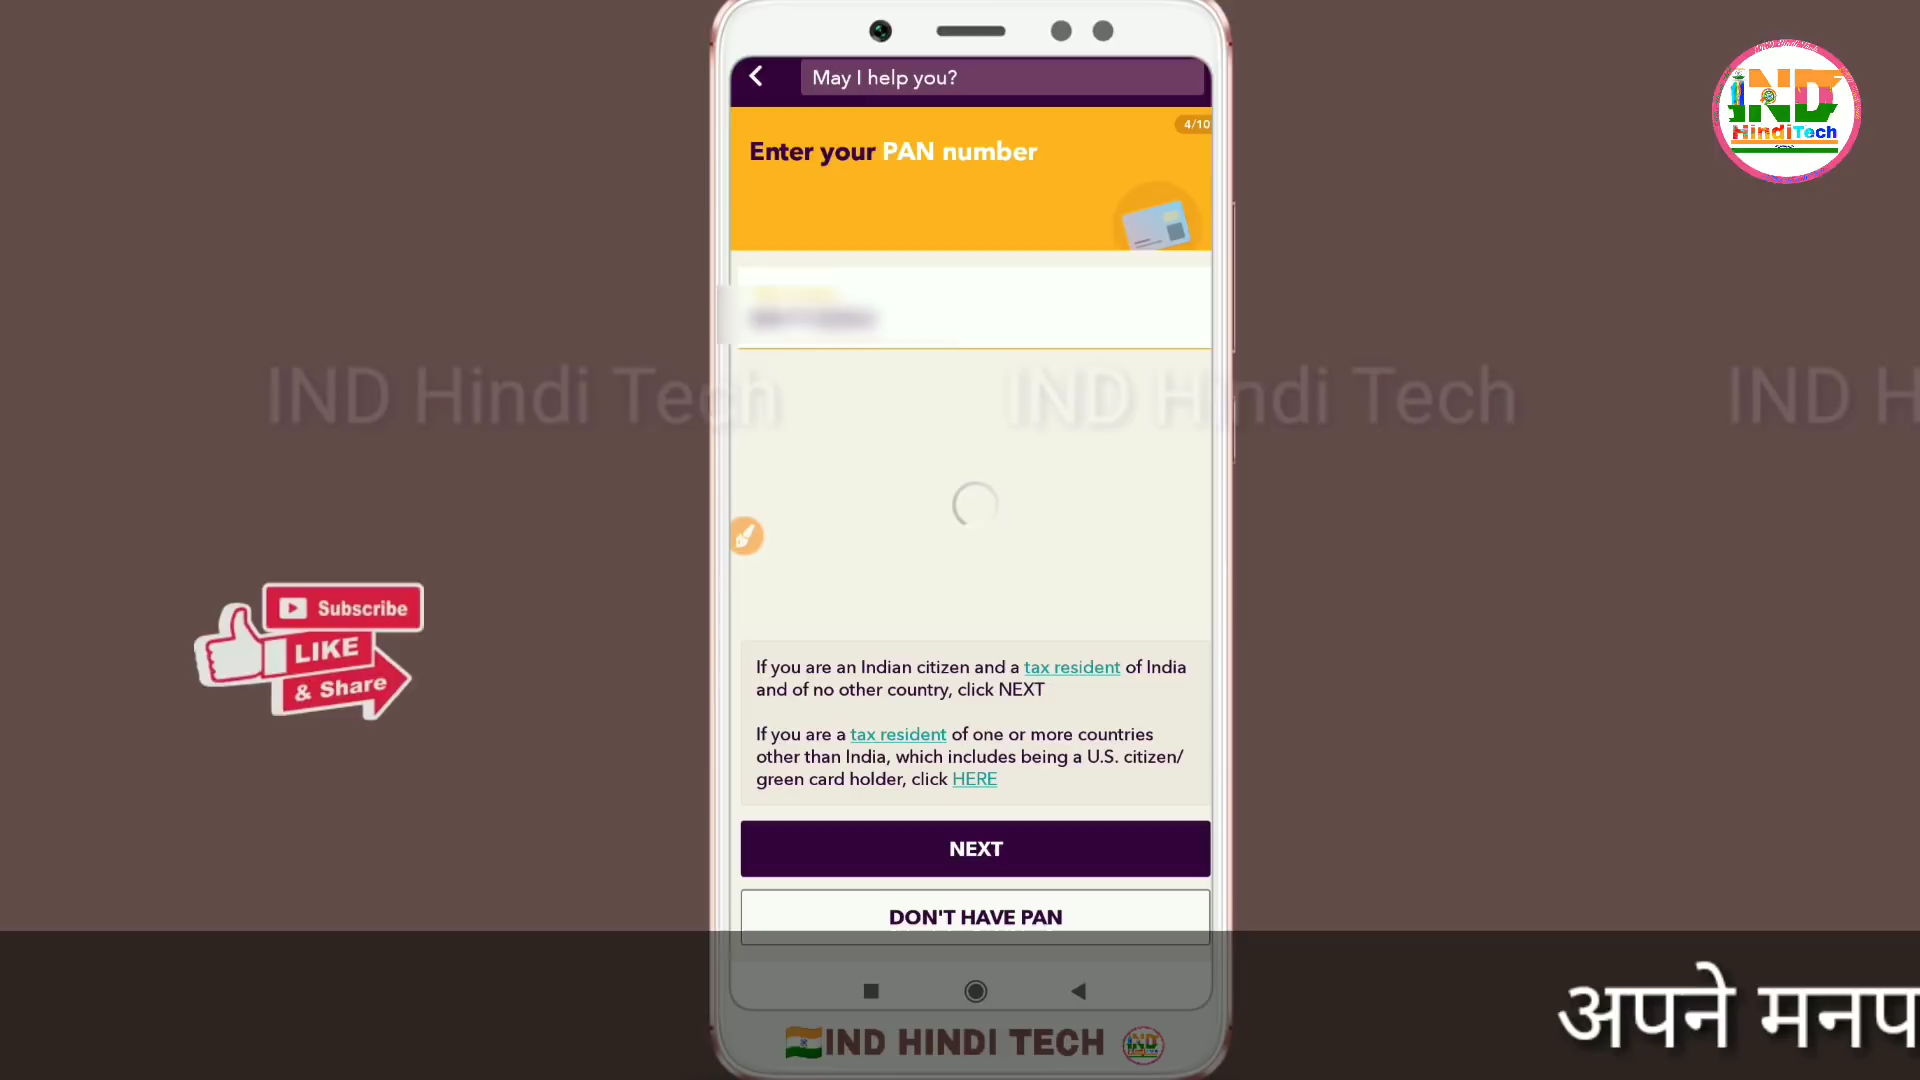 May I help you?
4/10
Enter your PAN number
IND
HindiTech
IND Hindi Tech
IND Hindi Tech
IND H
If you are an Indian citizen and a tax resident of India
and of no other country, click NEXT
If you are a tax resident of one or more countries
other than India, which includes being a U.S. citizen/
green card holder, click HERE
Subscribe
LIKE
& Share
NEXT
DON'T HAVE PAN
अपने मनप
IND HINDI TECH
IND